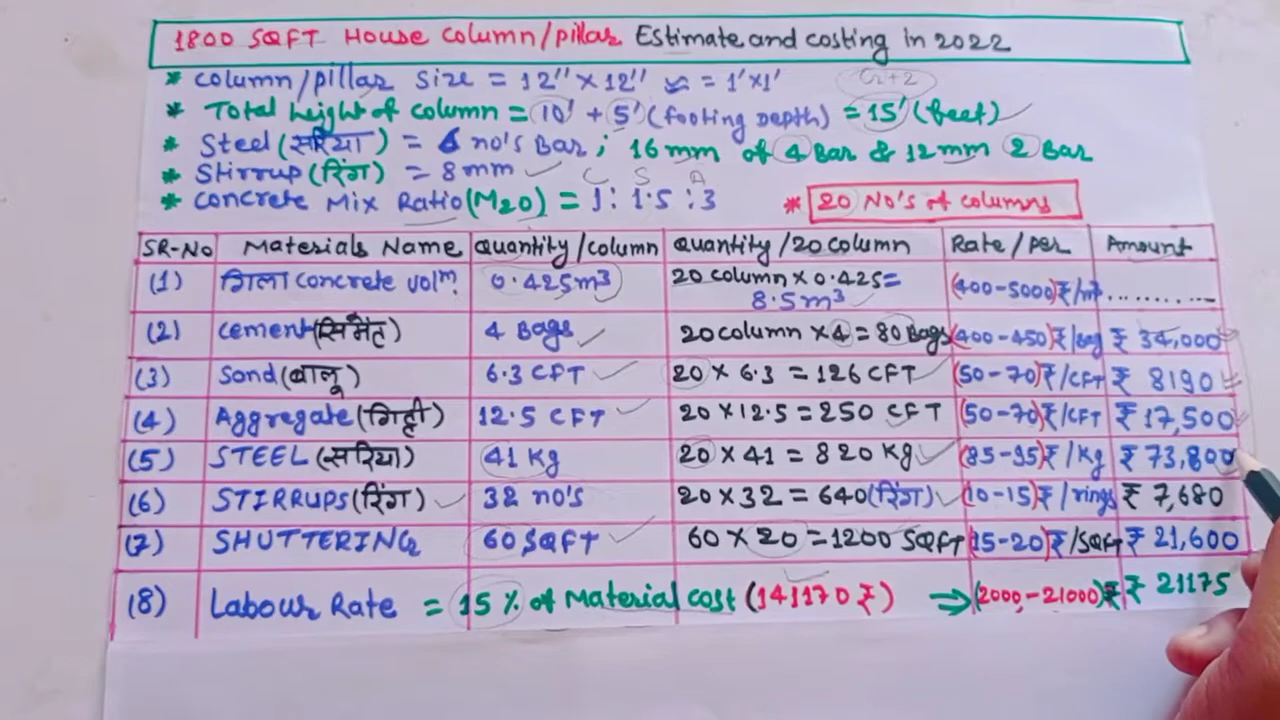 1800 SQFT House column/pillar Estimate and costing in 2022
* column/pillar size = 12"×12" = 1'×1' G+2
* Total height of column = 10' + 5' (footing Depth) = 15' (feet)
* Steel (सरिया) = 6 no's Bar; 16mm of 4 Bar & 12mm 2 Bar
* Stirrup (रिंग) = 8mm C S A
* Concrete Mix Ratio (M20) = 1:1.5:3 * 20 No's of columns
SR-No Materials Name Quantity/column Quantity/20 column Rate/Per Amount
(1) गिला concrete volm. 0.425m³ 20 column × 0.425=
8.5m³ (400-5000)₹/m³ ............
(2) cement (सिमेंट) 4 Bags 20 column ×4 = 80 Bags (400-450)₹/bag ₹ 34,000
(3) Sand (बालू) 6.3 CFT 20 × 6.3 = 126 CFT (50-70)₹/CFT ₹ 8190
(4) Aggregate (गिट्टी) 12.5 CFT 20 × 12.5 = 250 CFT (50-70)₹/CFT ₹ 17,500
(5) STEEL (सरिया) 41 Kg 20 × 41 = 820 Kg (85-95)₹/Kg ₹ 73,800
(6) STIRRUPS (रिंग) 32 no's 20 × 32 = 640 (रिंग) (10-15)₹/rings ₹ 7,680
(7) SHUTTERING 60 SQFT 60 × 20 = 1200 SQFT (15-20)₹/SQFT ₹ 21,600
(8) Labour Rate = 15% of Material cost (141170 ₹) ⇒ (2000,-21000)₹ ₹ 21175